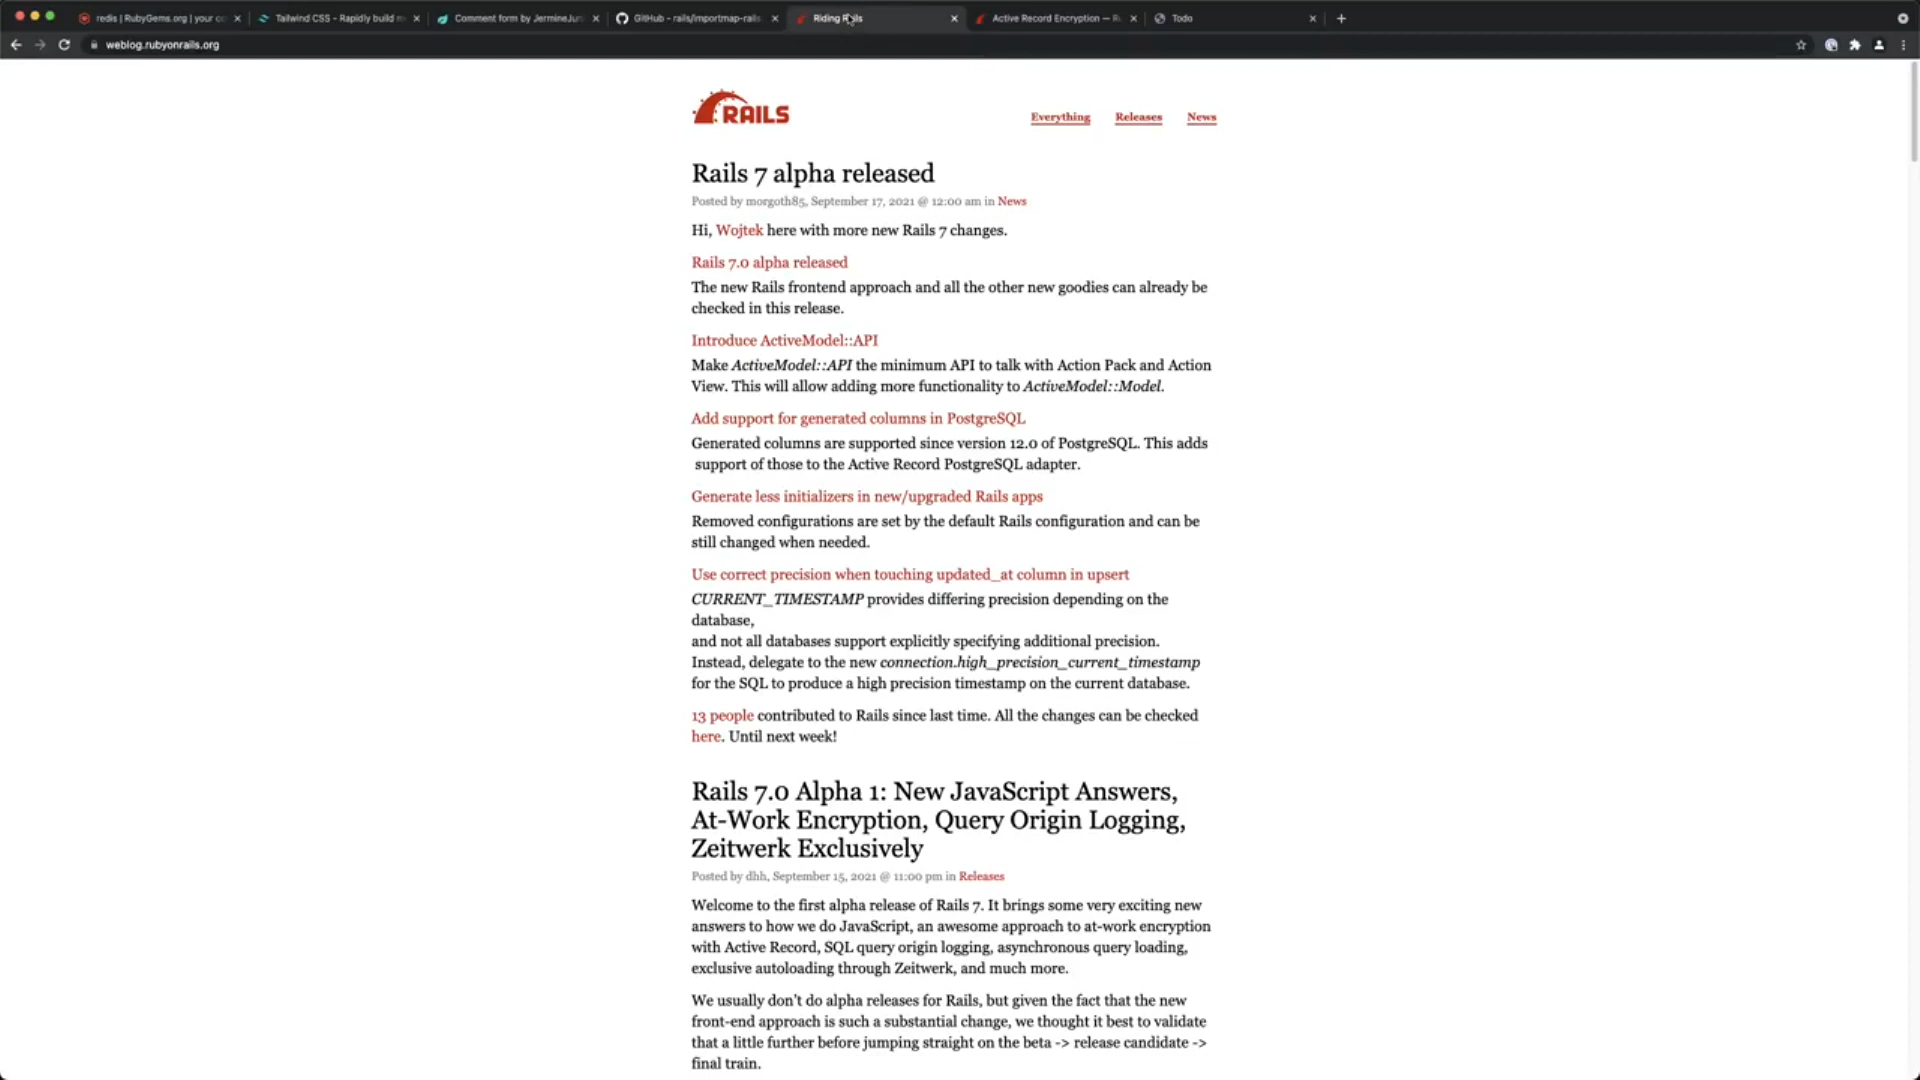 redis | RubyGems.org | your co
Tailwind CSS - Rapidly build m
Comment form by JermineJun
GitHub - rails/importmap-rails
Riding Rails
Active Record Encryption — Ru
Todo
weblog.rubyonrails.org
RAILS
Everything Releases News
Rails 7 alpha released
Posted by morgoth85, September 17, 2021 @ 12:00 am in News
Hi, Wojtek here with more new Rails 7 changes.
Rails 7.0 alpha released
The new Rails frontend approach and all the other new goodies can already be
checked in this release.
Introduce ActiveModel::API
Make ActiveModel::API the minimum API to talk with Action Pack and Action
View. This will allow adding more functionality to ActiveModel::Model.
Add support for generated columns in PostgreSQL
Generated columns are supported since version 12.0 of PostgreSQL. This adds
support of those to the Active Record PostgreSQL adapter.
Generate less initializers in new/upgraded Rails apps
Removed configurations are set by the default Rails configuration and can be
still changed when needed.
Use correct precision when touching updated_at column in upsert
CURRENT_TIMESTAMP provides differing precision depending on the
database,
and not all databases support explicitly specifying additional precision.
Instead, delegate to the new connection.high_precision_current_timestamp
for the SQL to produce a high precision timestamp on the current database.
13 people contributed to Rails since last time. All the changes can be checked
here. Until next week!
Rails 7.0 Alpha 1: New JavaScript Answers,
At-Work Encryption, Query Origin Logging,
Zeitwerk Exclusively
Posted by dhh, September 15, 2021 @ 11:00 pm in Releases
Welcome to the first alpha release of Rails 7. It brings some very exciting new
answers to how we do JavaScript, an awesome approach to at-work encryption
with Active Record, SQL query origin logging, asynchronous query loading,
exclusive autoloading through Zeitwerk, and much more.
We usually don't do alpha releases for Rails, but given the fact that the new
front-end approach is such a substantial change, we thought it best to validate
that a little further before jumping straight on the beta -> release candidate ->
final train.